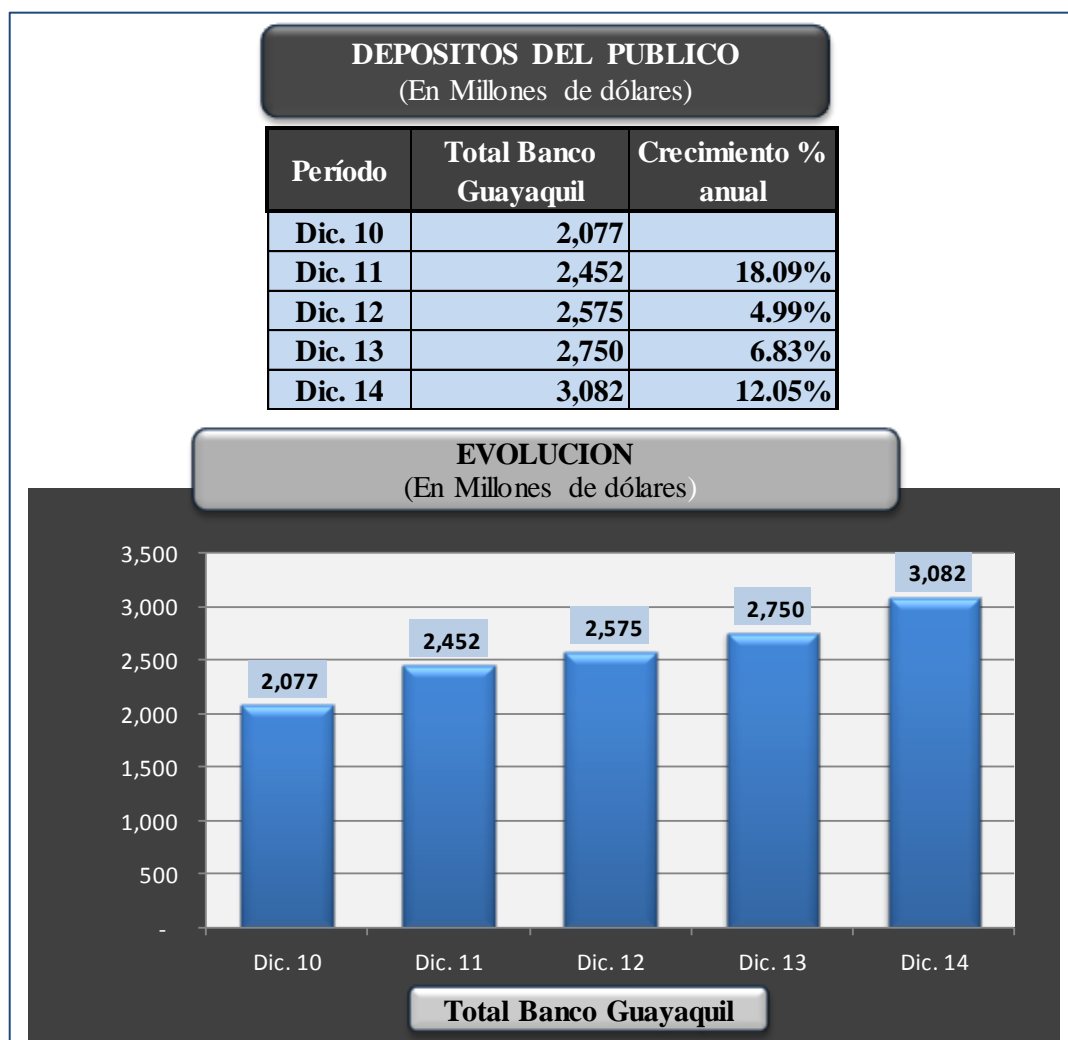 DEPOSITOS DEL PUBLICO
(En Millones de dólares)
Período Total Banco Guayaquil Crecimiento % anual
Dic. 10 2,077
Dic. 11 2,452 18.09%
Dic. 12 2,575 4.99%
Dic. 13 2,750 6.83%
Dic. 14 3,082 12.05%
EVOLUCION
(En Millones de dólares)
3,500
3,000
2,500
2,000
1,500
1,000
500
-
2,077
2,452
2,575
2,750
3,082
Dic. 10 Dic. 11 Dic. 12 Dic. 13 Dic. 14
Total Banco Guayaquil